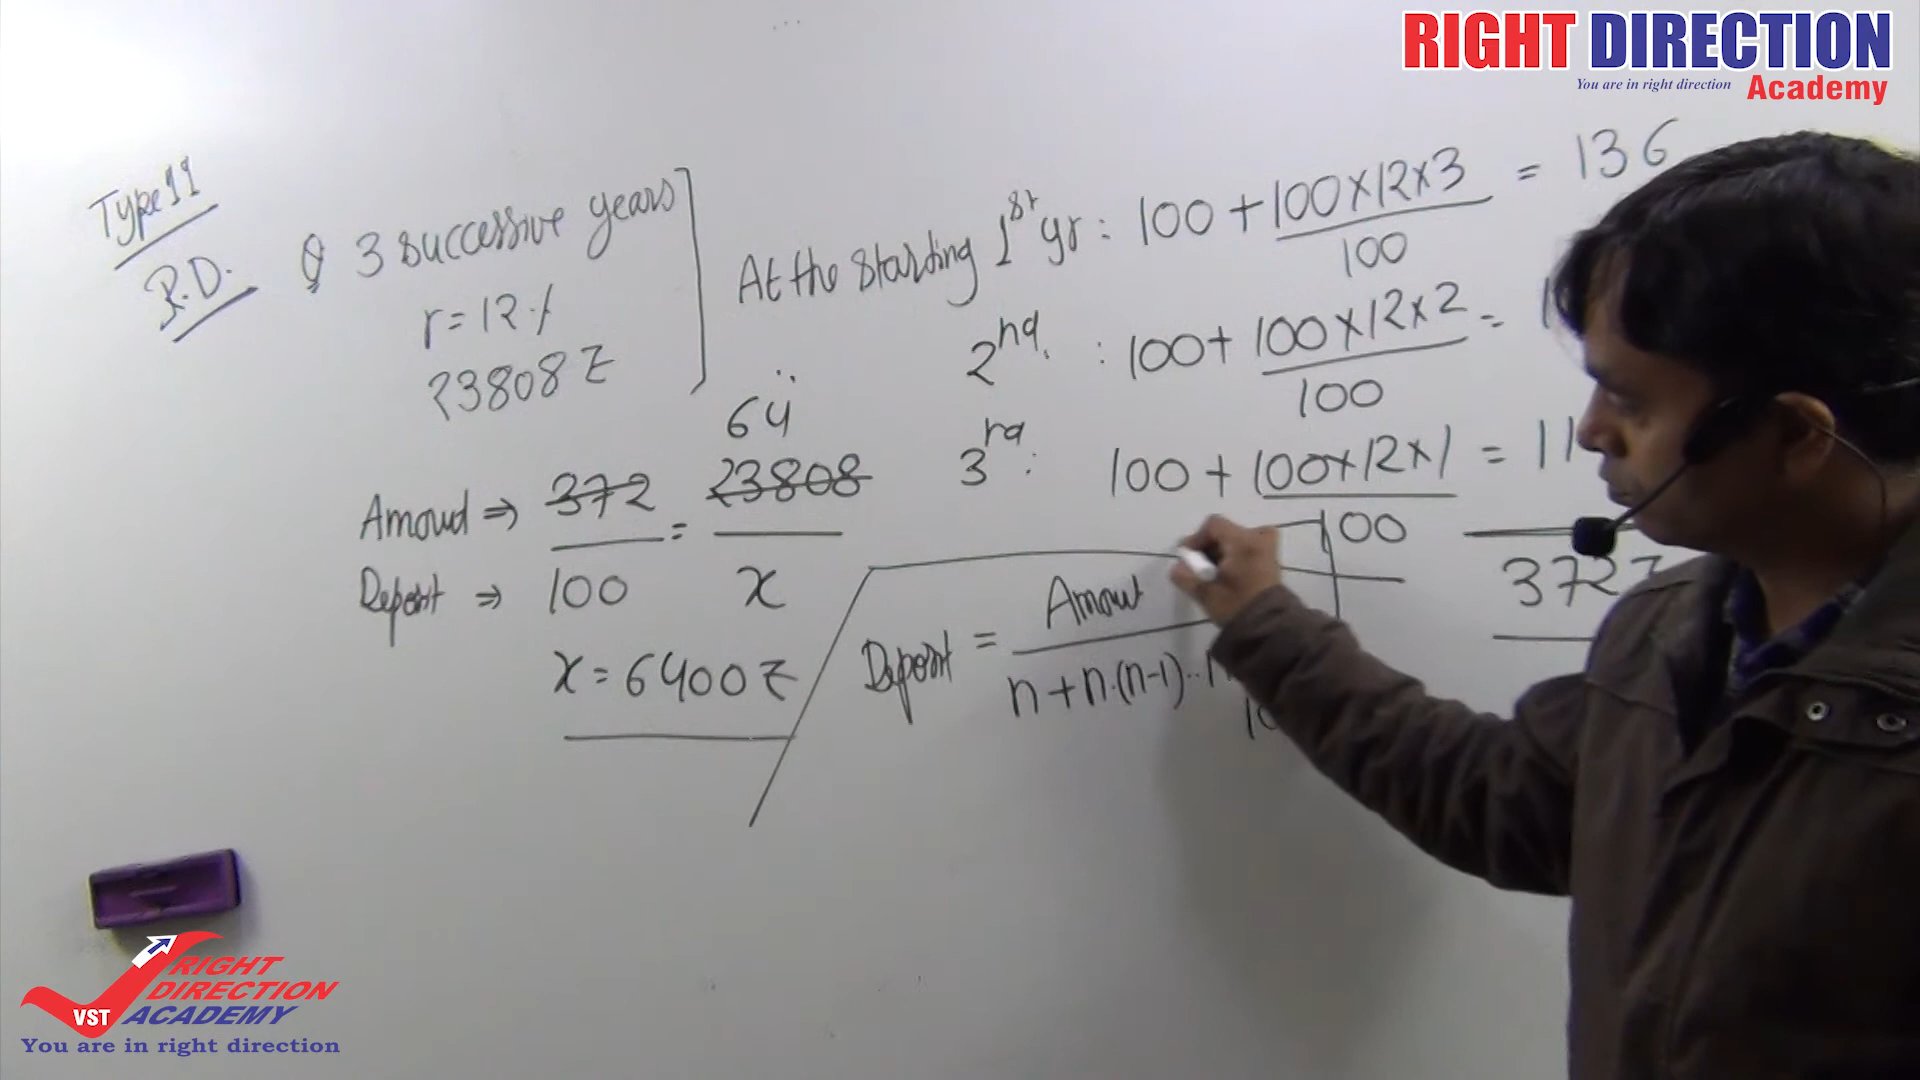 RIGHT DIRECTION
You are in right direction Academy
Type 11
R.D.
Q 3 successive years
r = 12 %
23808 ₹
At the starting 1st yr : 100 + 100 × 12 × 3 / 100 = 136
2nd. : 100 + 100 × 12 × 2 / 100 = 1
3rd : 100 + 100 × 12 × 1 / 100 = 11
372 ₹
64
Amount ⇒ 372 = 23808
Deposit ⇒ 100 x
x = 6400 ₹
Deposit = Amount
n + n.(n-1)..
RIGHT
DIRECTION
VST ACADEMY
You are in right direction